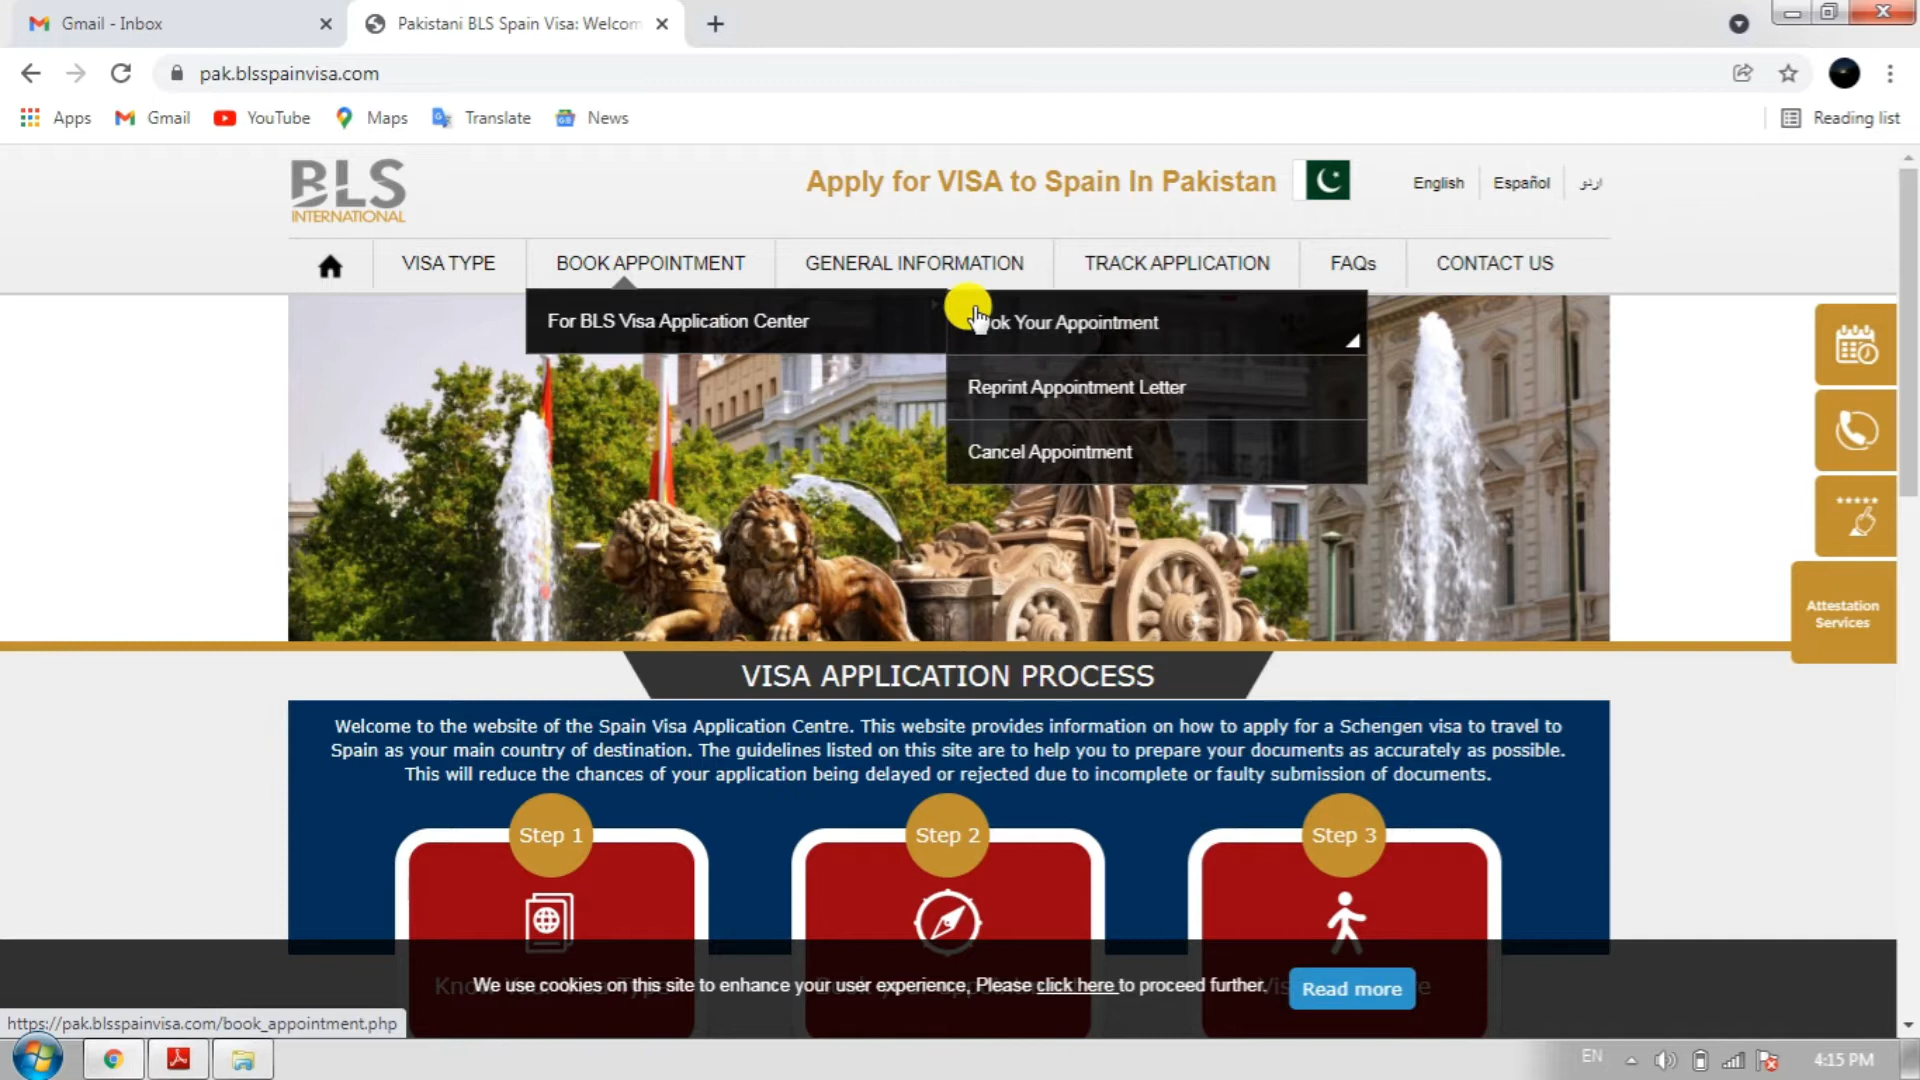 Gmail - Inbox
Pakistani BLS Spain Visa: Welcom
pak.blsspainvisa.com
Apps
Gmail
YouTube
Maps
Translate
News
Reading list
BLS
INTERNATIONAL
Apply for VISA to Spain In Pakistan
English
Español
اردو
VISA TYPE
BOOK APPOINTMENT
GENERAL INFORMATION
TRACK APPLICATION
FAQs
CONTACT US
For BLS Visa Application Center
ok Your Appointment
Reprint Appointment Letter
Cancel Appointment
Attestation
Services
VISA APPLICATION PROCESS
Welcome to the website of the Spain Visa Application Centre. This website provides information on how to apply for a Schengen visa to travel to
Spain as your main country of destination. The guidelines listed on this site are to help you to prepare your documents as accurately as possible.
This will reduce the chances of your application being delayed or rejected due to incomplete or faulty submission of documents.
Step 1
Step 2
Step 3
We use cookies on this site to enhance your user experience, Please click here to proceed further.
Read more
https://pak.blsspainvisa.com/book_appointment.php
EN
4:15 PM